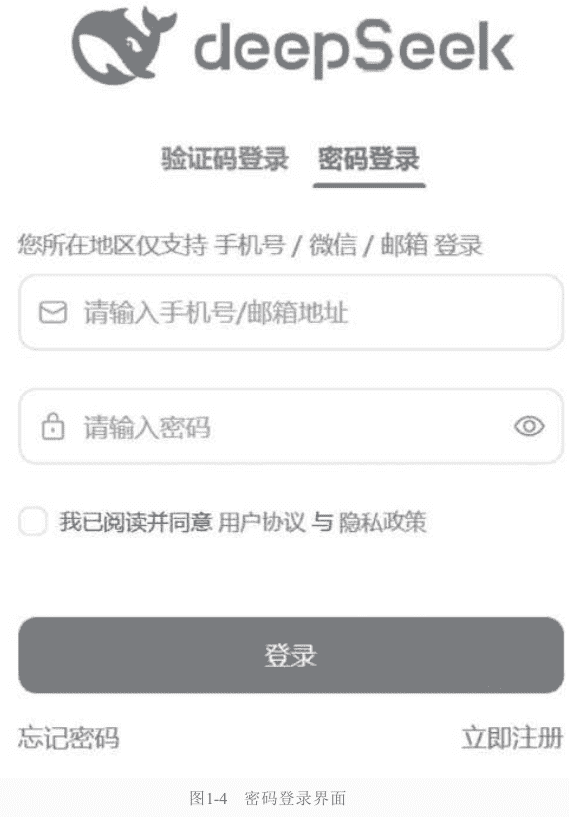 deepSeek
验证码登录 密码登录
您所在地区仅支持 手机号 / 微信 / 邮箱 登录
请输入手机号/邮箱地址
请输入密码
我已阅读并同意 用户协议 与 隐私政策
登录
忘记密码 立即注册
图1-4 密码登录界面